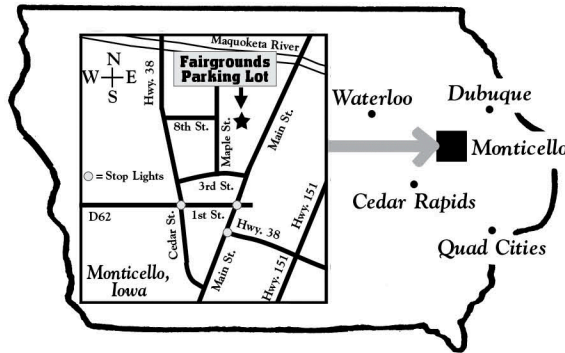 Maquoketa River
N
W E
S
Hwy. 38
Fairgrounds
Parking Lot
8th St.
Maple St.
Main St.
= Stop Lights
3rd St.
Hwy. 151
D62
Cedar St.
1st St.
Hwy. 38
Main St.
Hwy. 151
Monticello,
Iowa
Waterloo
Dubuque
Monticello
Cedar Rapids
Quad Cities